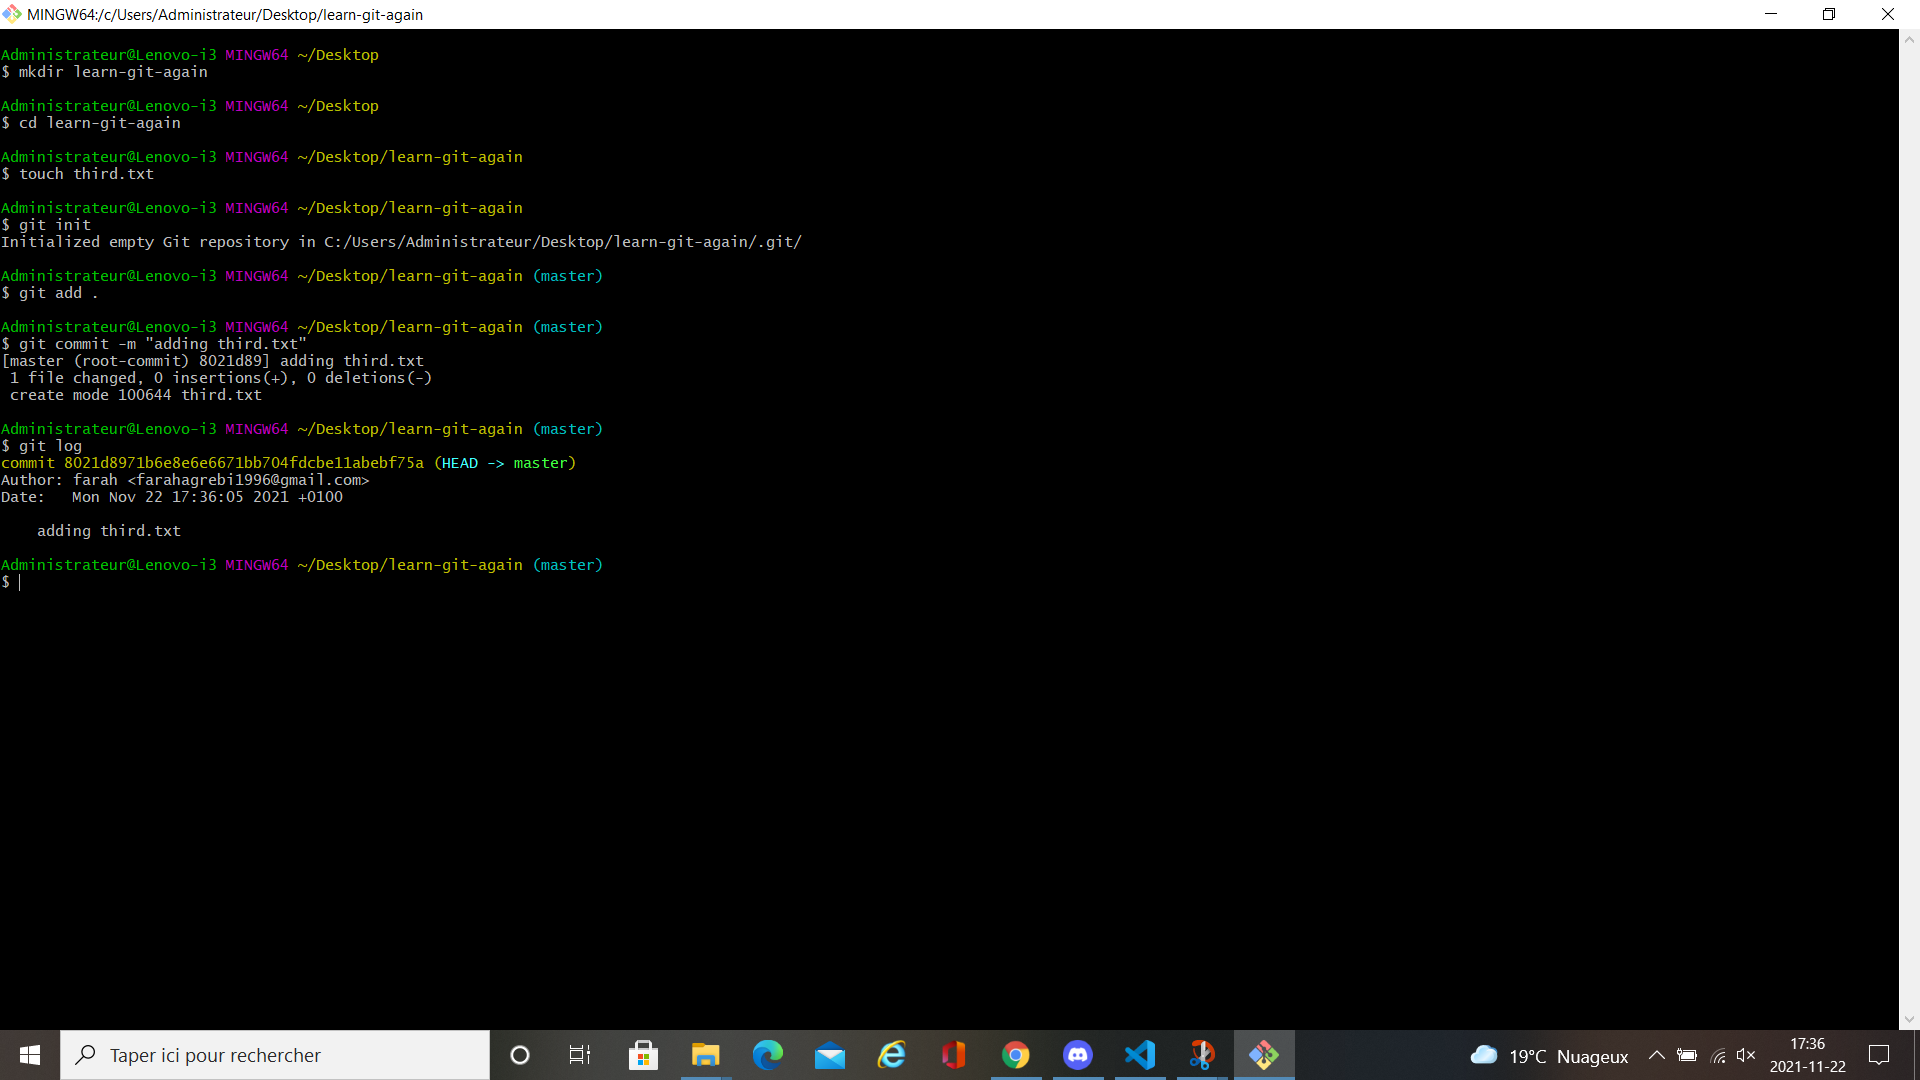 MINGW64:/c/Users/Administrateur/Desktop/learn-git-again
Administrateur@Lenovo-i3 MINGW64 ~/Desktop
$ mkdir learn-git-again
Administrateur@Lenovo-i3 MINGW64 ~/Desktop
$ cd learn-git-again
Administrateur@Lenovo-i3 MINGW64 ~/Desktop/learn-git-again
$ touch third.txt
Administrateur@Lenovo-i3 MINGW64 ~/Desktop/learn-git-again
$ git init
Initialized empty Git repository in C:/Users/Administrateur/Desktop/learn-git-again/.git/
Administrateur@Lenovo-i3 MINGW64 ~/Desktop/learn-git-again (master)
$ git add .
Administrateur@Lenovo-i3 MINGW64 ~/Desktop/learn-git-again (master)
$ git commit -m "adding third.txt"
[master (root-commit) 8021d89] adding third.txt
 1 file changed, 0 insertions(+), 0 deletions(-)
 create mode 100644 third.txt
Administrateur@Lenovo-i3 MINGW64 ~/Desktop/learn-git-again (master)
$ git log
commit 8021d8971b6e8e6e6671bb704fdcbe11abebf75a (HEAD -> master)
Author: farah <farahagrebi1996@gmail.com>
Date:   Mon Nov 22 17:36:05 2021 +0100
    adding third.txt
Administrateur@Lenovo-i3 MINGW64 ~/Desktop/learn-git-again (master)
$
Taper ici pour rechercher
19°C Nuageux
17:36
2021-11-22